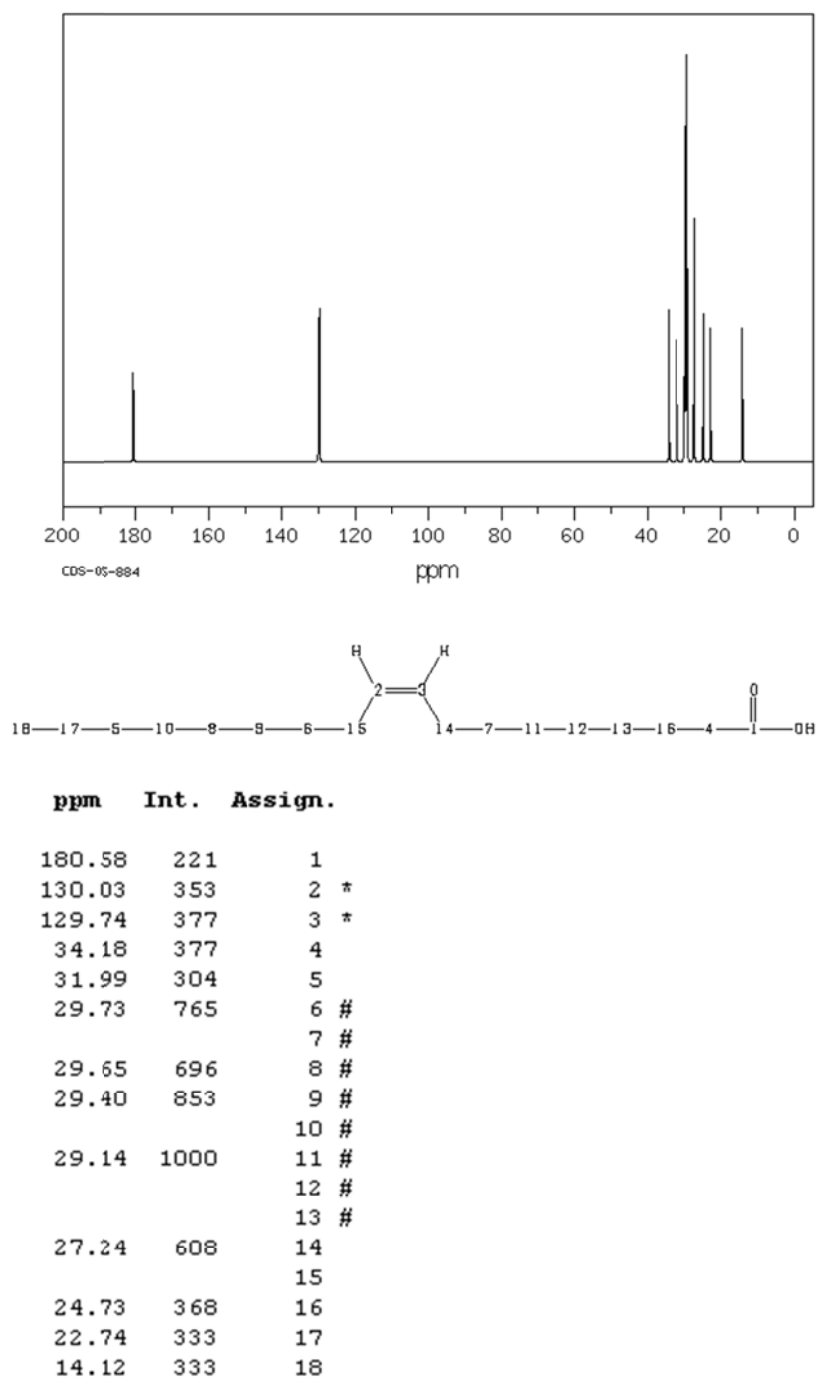 200 180 160 140 120 100 80 60 40 20 0
CDS-05-884
ppm
H H
2 3 O
18 17 5 10 8 9 6 15 14 7 11 12 13 16 4 1 OH
ppm Int. Assign.
180.58 221 1
130.03 353 2 *
129.74 377 3 *
34.18 377 4
31.99 304 5
29.73 765 6 #
7 #
29.65 696 8 #
29.40 853 9 #
10 #
29.14 1000 11 #
12 #
13 #
27.24 608 14
15
24.73 368 16
22.74 333 17
14.12 333 18